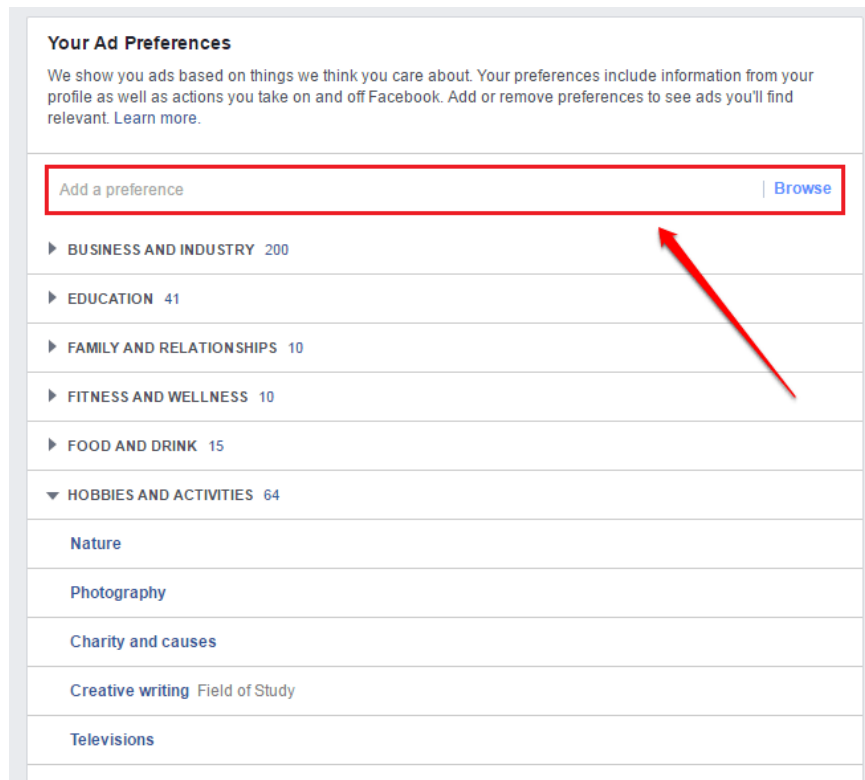 Your Ad Preferences
We show you ads based on things we think you care about. Your preferences include information from your
profile as well as actions you take on and off Facebook. Add or remove preferences to see ads you'll find
relevant. Learn more.
Add a preference | Browse
BUSINESS AND INDUSTRY 200
EDUCATION 41
FAMILY AND RELATIONSHIPS 10
FITNESS AND WELLNESS 10
FOOD AND DRINK 15
HOBBIES AND ACTIVITIES 64
Nature
Photography
Charity and causes
Creative writing Field of Study
Televisions